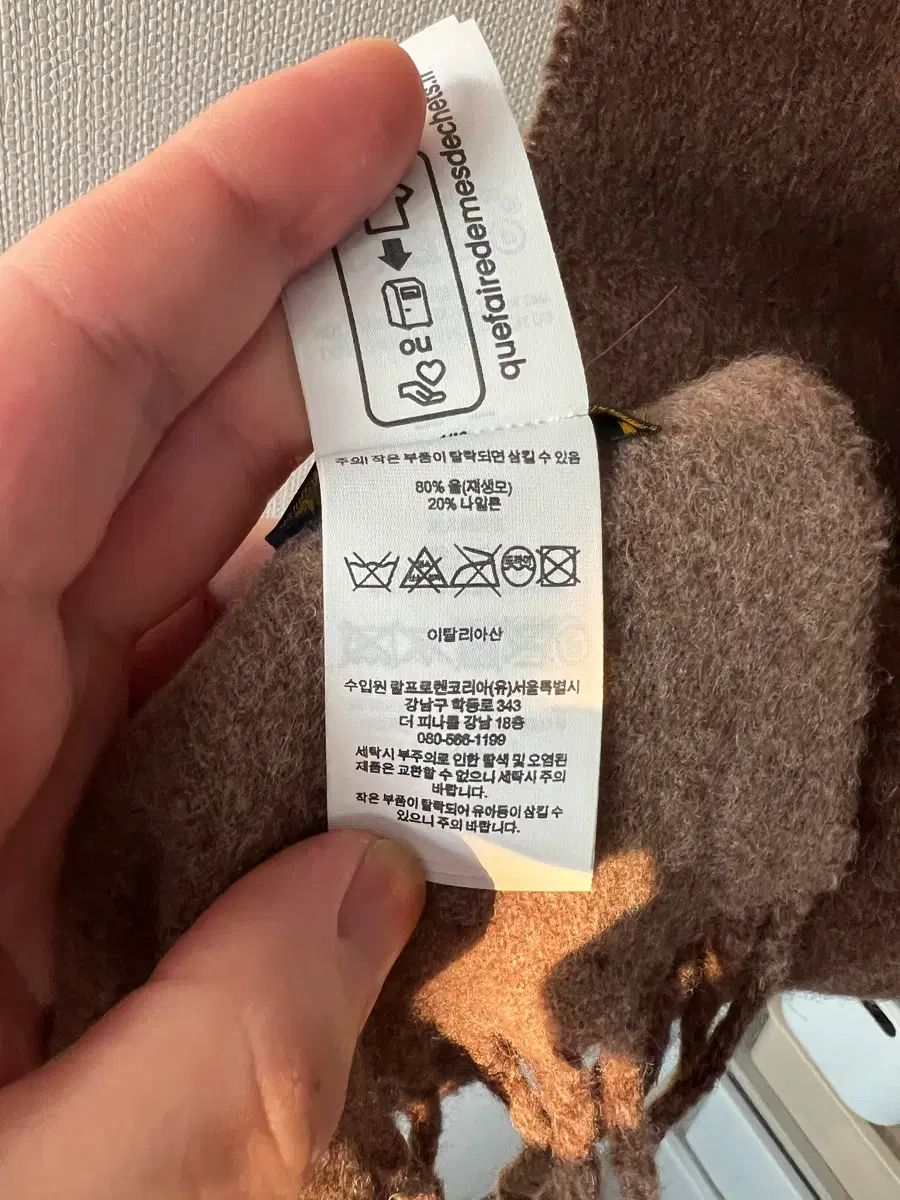 quefairedemesdechets.fr
ou
주의! 작은 부품이 탈락되면 삼킬 수 있음
80% 울(재생모)
20% 나일론
드라이
이탈리아산
수입원 랄프로렌코리아(유)서울특별시
강남구 학동로 343
더 피나클 강남 18층
080-566-1199
세탁시 부주의로 인한 탈색 및 오염된
제품은 교환할 수 없으니 세탁시 주의
바랍니다.
작은 부품이 탈락되어 유아등이 삼킬 수
있으니 주의 바랍니다.